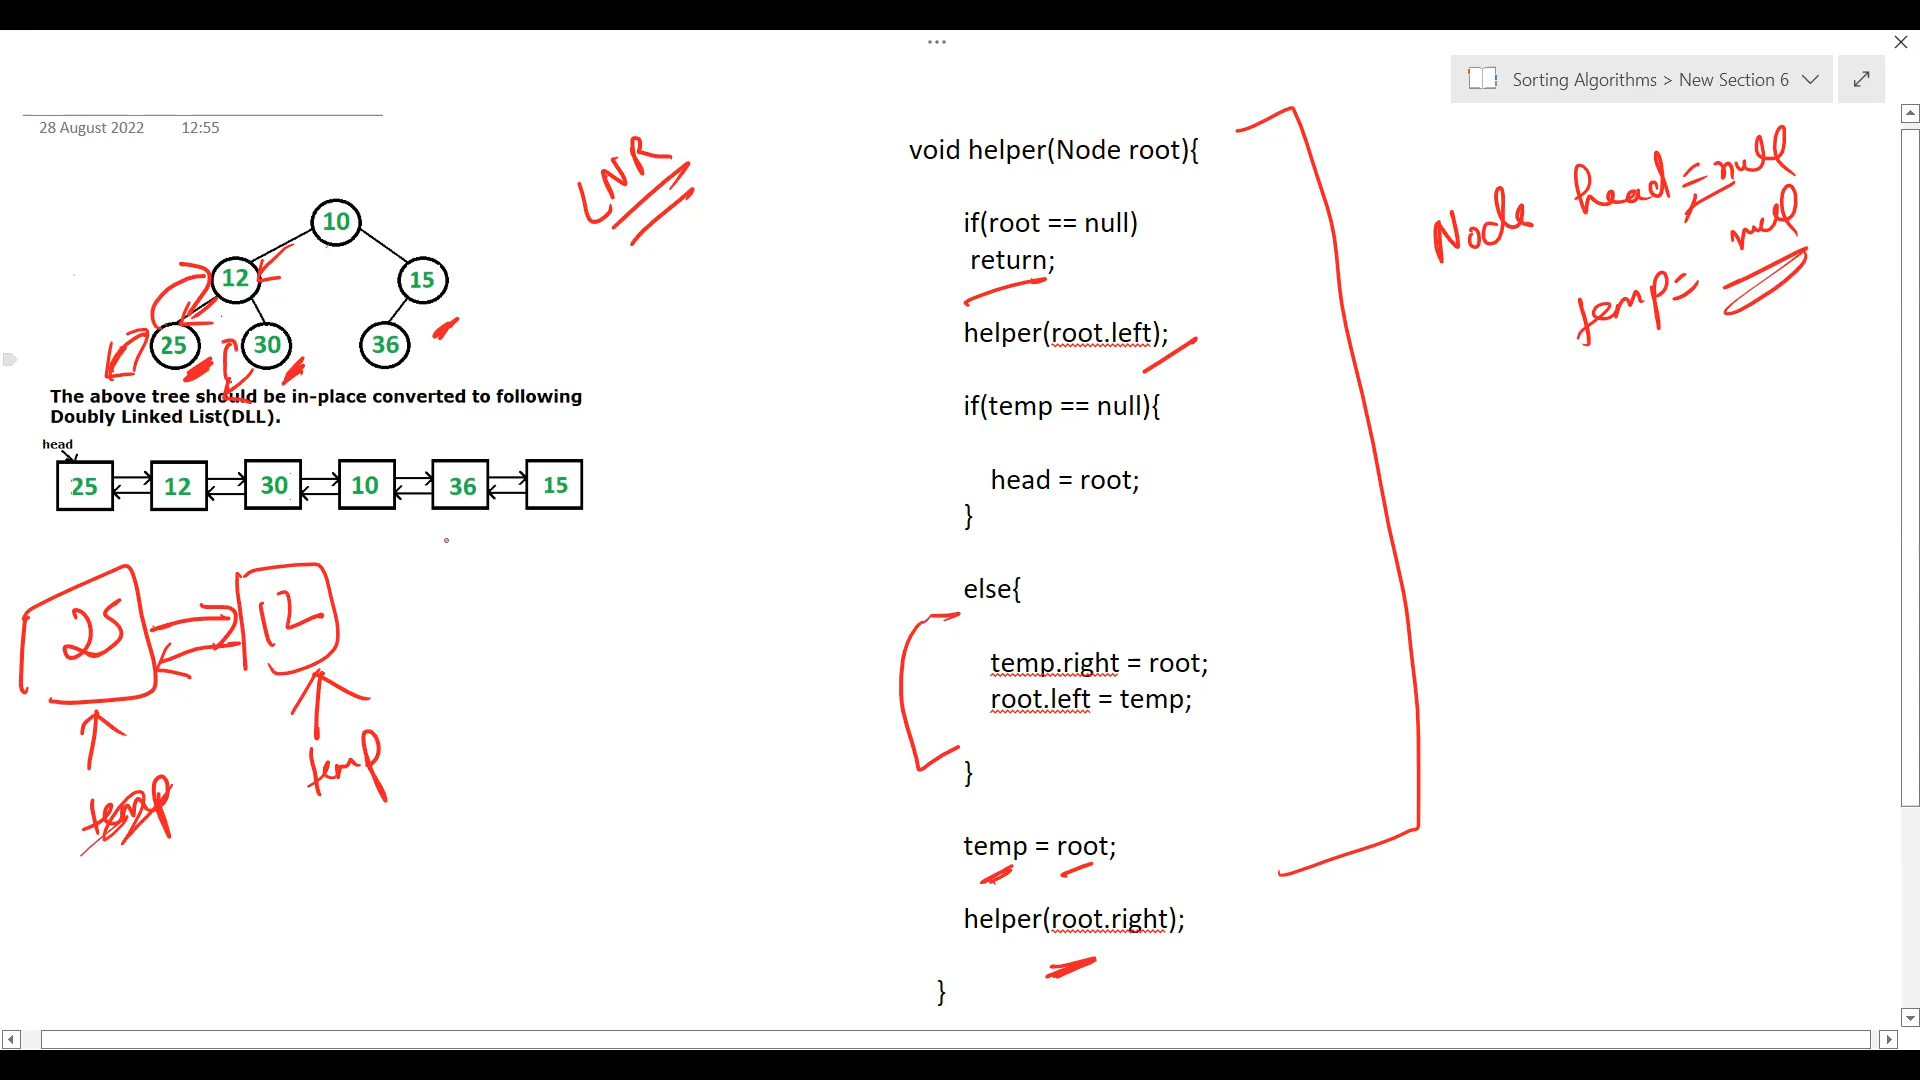 Sorting Algorithms > New Section 6
28 August 2022 12:55
LNR
10
12
15
25
30
36
The above tree should be in-place converted to following
Doubly Linked List(DLL).
head
25 12 30 10 36 15
25 12
temp
temp
void helper(Node root){
if(root == null)
return;
helper(root.left);
if(temp == null){
head = root;
}
else{
temp.right = root;
root.left = temp;
}
temp = root;
helper(root.right);
}
Node head = null
temp = null